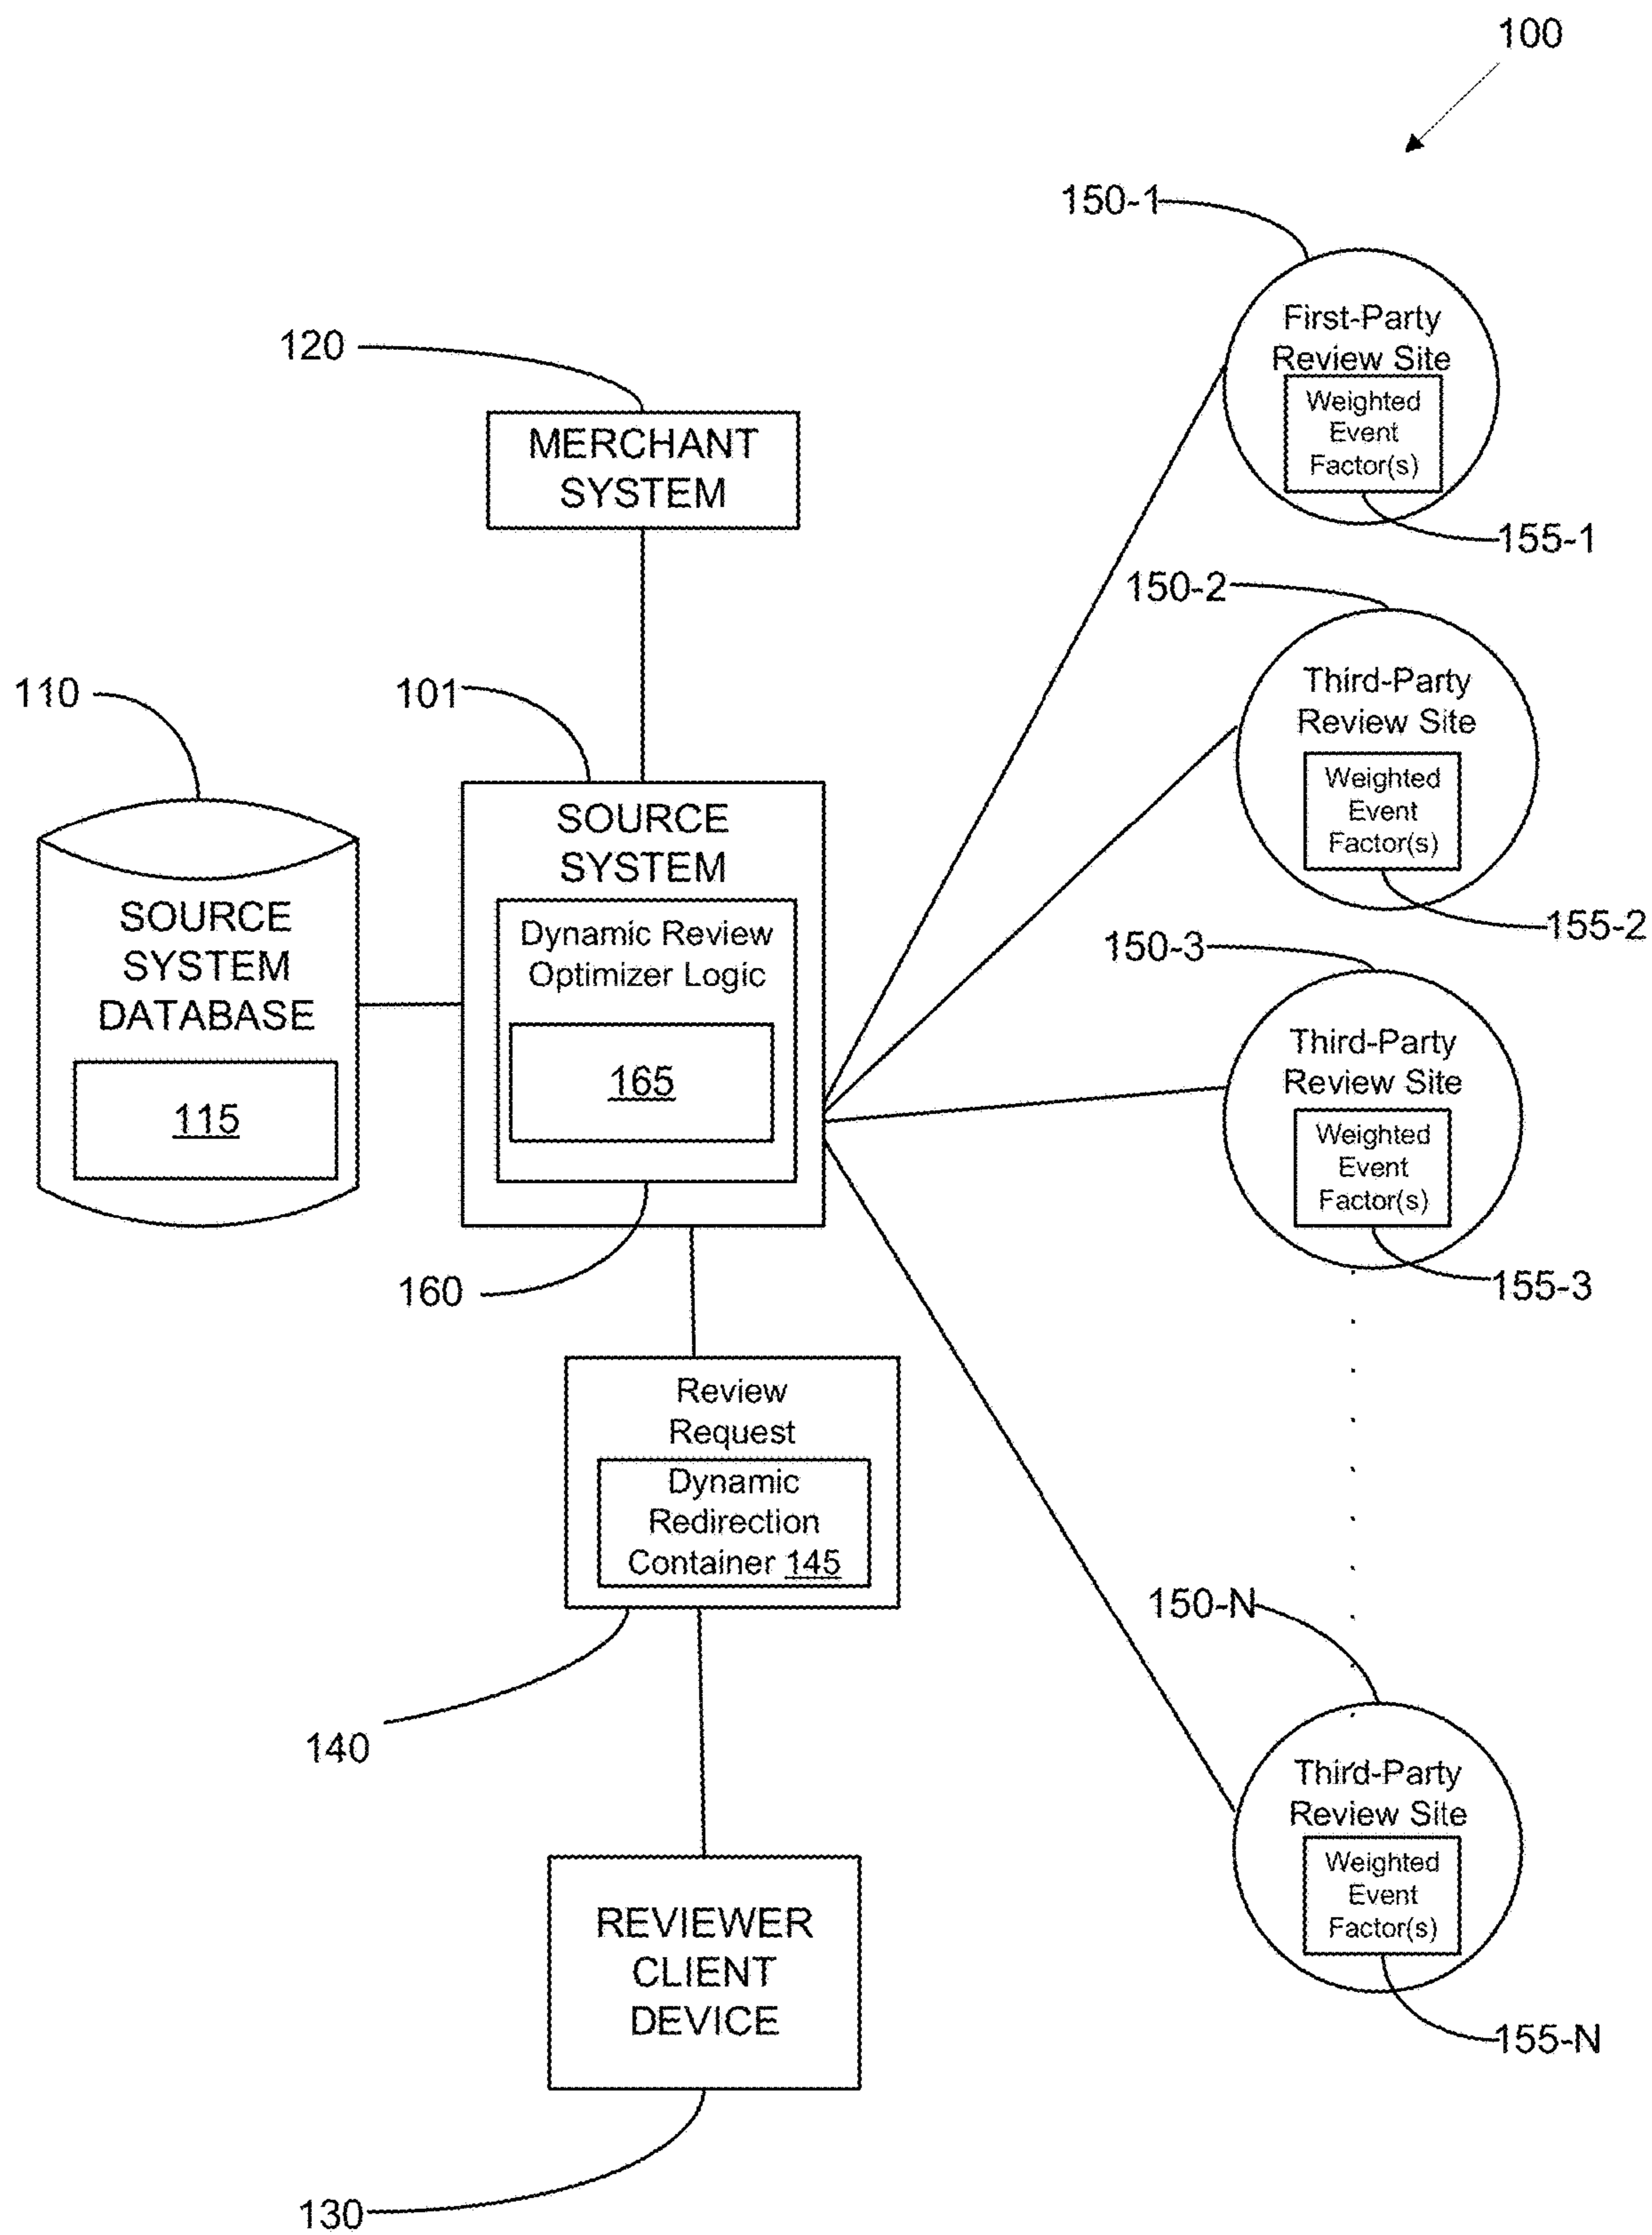 100
150-1
First-Party
Review Site
Weighted
Event
Factor(s)
155-1
120
MERCHANT
SYSTEM
150-2
Third-Party
Review Site
Weighted
Event
Factor(s)
155-2
110
101
SOURCE
SYSTEM
DATABASE
115
SOURCE
SYSTEM
Dynamic Review
Optimizer Logic
165
160
150-3
Third-Party
Review Site
Weighted
Event
Factor(s)
155-3
Review
Request
Dynamic
Redirection
Container 145
140
150-N
Third-Party
Review Site
Weighted
Event
Factor(s)
155-N
REVIEWER
CLIENT
DEVICE
130